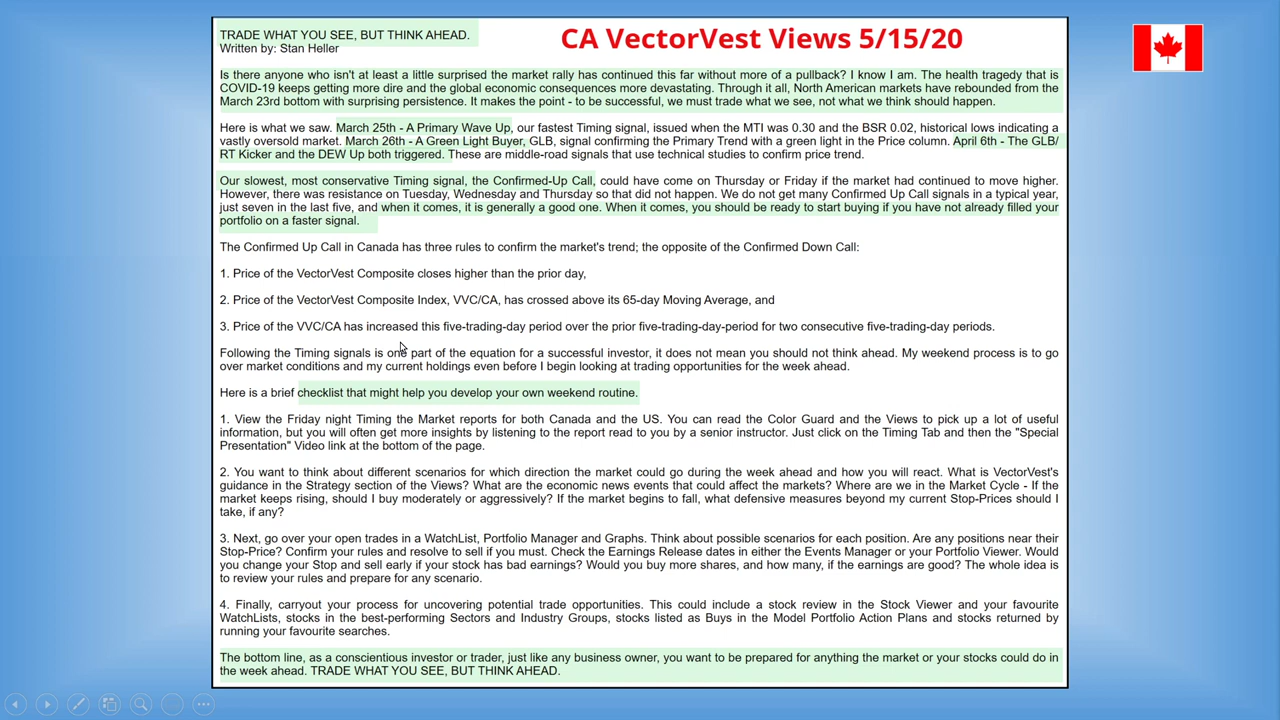 TRADE WHAT YOU SEE, BUT THINK AHEAD.
Written by: Stan Heller
CA VectorVest Views 5/15/20
Is there anyone who isn't at least a little surprised the market rally has continued this far without more of a pullback? I know I am. The health tragedy that is
COVID-19 keeps getting more dire and the global economic consequences more devastating. Through it all, North American markets have rebounded from the
March 23rd bottom with surprising persistence. It makes the point - to be successful, we must trade what we see, not what we think should happen.
Here is what we saw. March 25th - A Primary Wave Up, our fastest Timing signal, issued when the MTI was 0.30 and the BSR 0.02, historical lows indicating a
vastly oversold market. March 26th - A Green Light Buyer, GLB, signal confirming the Primary Trend with a green light in the Price column. April 6th - The GLB/
RT Kicker and the DEW Up both triggered. These are middle-road signals that use technical studies to confirm price trend.
Our slowest, most conservative Timing signal, the Confirmed-Up Call, could have come on Thursday or Friday if the market had continued to move higher.
However, there was resistance on Tuesday, Wednesday and Thursday so that did not happen. We do not get many Confirmed Up Call signals in a typical year,
just seven in the last five, and when it comes, it is generally a good one. When it comes, you should be ready to start buying if you have not already filled your
portfolio on a faster signal.
The Confirmed Up Call in Canada has three rules to confirm the market's trend; the opposite of the Confirmed Down Call:
1. Price of the VectorVest Composite closes higher than the prior day,
2. Price of the VectorVest Composite Index, VVC/CA, has crossed above its 65-day Moving Average, and
3. Price of the VVC/CA has increased this five-trading-day period over the prior five-trading-day-period for two consecutive five-trading-day periods.
Following the Timing signals is one part of the equation for a successful investor, it does not mean you should not think ahead. My weekend process is to go
over market conditions and my current holdings even before I begin looking at trading opportunities for the week ahead.
Here is a brief checklist that might help you develop your own weekend routine.
1. View the Friday night Timing the Market reports for both Canada and the US. You can read the Color Guard and the Views to pick up a lot of useful
information, but you will often get more insights by listening to the report read to you by a senior instructor. Just click on the Timing Tab and then the "Special
Presentation" Video link at the bottom of the page.
2. You want to think about different scenarios for which direction the market could go during the week ahead and how you will react. What is VectorVest's
guidance in the Strategy section of the Views? What are the economic news events that could affect the markets? Where are we in the Market Cycle - If the
market keeps rising, should I buy moderately or aggressively? If the market begins to fall, what defensive measures beyond my current Stop-Prices should I
take, if any?
3. Next, go over your open trades in a WatchList, Portfolio Manager and Graphs. Think about possible scenarios for each position. Are any positions near their
Stop-Price? Confirm your rules and resolve to sell if you must. Check the Earnings Release dates in either the Events Manager or your Portfolio Viewer. Would
you change your Stop and sell early if your stock has bad earnings? Would you buy more shares, and how many, if the earnings are good? The whole idea is
to review your rules and prepare for any scenario.
4. Finally, carryout your process for uncovering potential trade opportunities. This could include a stock review in the Stock Viewer and your favourite
WatchLists, stocks in the best-performing Sectors and Industry Groups, stocks listed as Buys in the Model Portfolio Action Plans and stocks returned by
running your favourite searches.
The bottom line, as a conscientious investor or trader, just like any business owner, you want to be prepared for anything the market or your stocks could do in
the week ahead. TRADE WHAT YOU SEE, BUT THINK AHEAD.